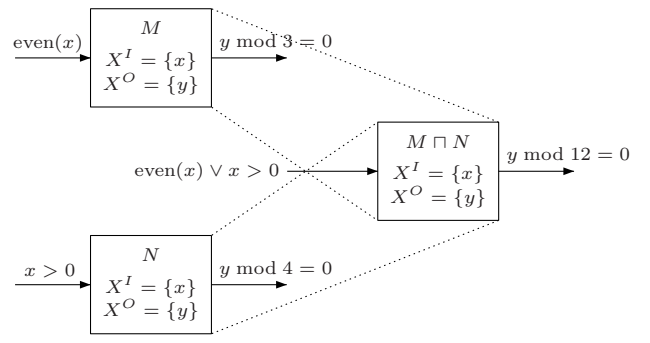 M
even(x)
y mod 3 = 0
X^I = {x}
X^O = {y}
M ⊓ N
even(x) ∨ x > 0
y mod 12 = 0
X^I = {x}
X^O = {y}
N
x > 0
y mod 4 = 0
X^I = {x}
X^O = {y}